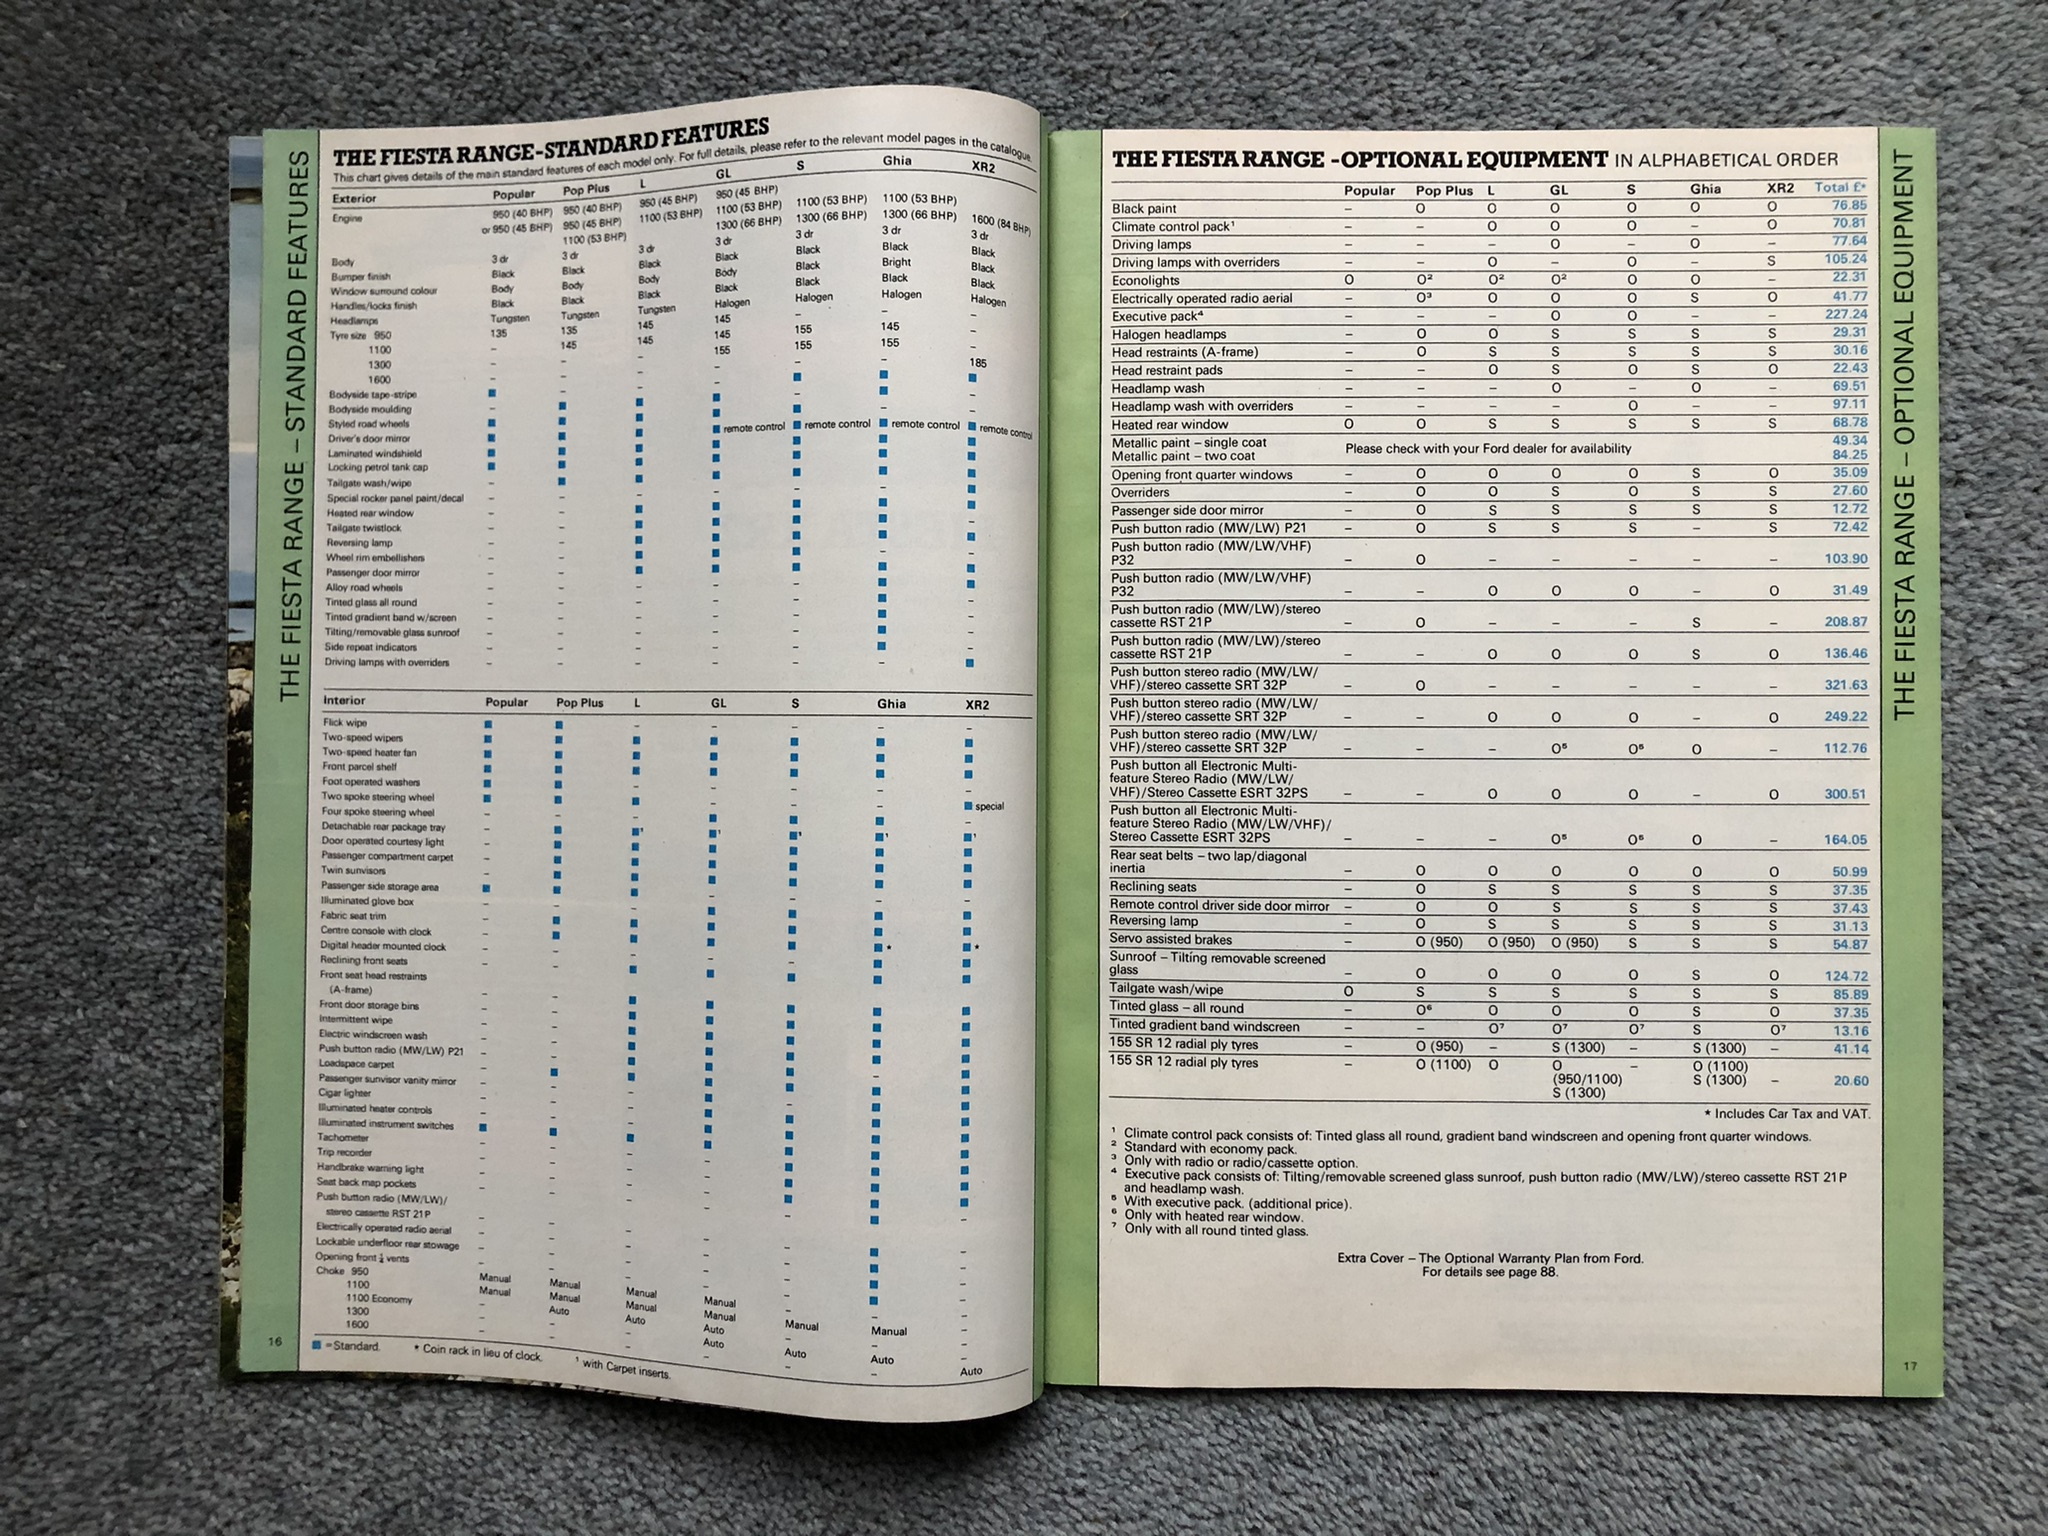 THE FIESTA RANGE – STANDARD FEATURES
THE FIESTA RANGE-STANDARD FEATURES
This chart gives details of the main standard features of each model only. For full details, please refer to the relevant model pages in the catalogue.
Exterior Popular Pop Plus L GL S Ghia XR2
Engine 950 (40 BHP) 950 (40 BHP) 950 (45 BHP) 950 (45 BHP) 1100 (53 BHP) 1100 (53 BHP) 1600 (84 BHP)
or 950 (45 BHP) 950 (45 BHP) 1100 (53 BHP) 1100 (53 BHP) 1300 (66 BHP) 1300 (66 BHP)
1100 (53 BHP) 1300 (66 BHP)
Body 3 dr 3 dr 3 dr 3 dr 3 dr 3 dr 3 dr
Bumper finish Black Black Black Black Black Black Black
Window surround colour Body Body Body Body Black Bright Black
Handles/locks finish Black Black Black Black Black Black Black
Headlamps Tungsten Tungsten Tungsten Halogen Halogen Halogen Halogen
Tyre size 950 135 135 145 145 – – –
1100 – 145 145 145 155 145 –
1300 – – – 155 155 155 –
1600 – – – – – – 185
Bodyside tape-stripe
Bodyside moulding
Styled road wheels
Driver's door mirror remote control remote control remote control remote control
Laminated windshield
Locking petrol tank cap
Tailgate wash/wipe
Special rocker panel paint/decal
Heated rear window
Tailgate twistlock
Reversing lamp
Wheel rim embellishers
Passenger door mirror
Alloy road wheels
Tinted glass all round
Tinted gradient band w/screen
Tilting/removable glass sunroof
Side repeat indicators
Driving lamps with overriders
Interior Popular Pop Plus L GL S Ghia XR2
Flick wipe
Two-speed wipers
Two-speed heater fan
Front parcel shelf
Foot operated washers
Two spoke steering wheel
Four spoke steering wheel special
Detachable rear package tray
Door operated courtesy light
Passenger compartment carpet
Twin sunvisors
Passenger side storage area
Illuminated glove box
Fabric seat trim
Centre console with clock
Digital header mounted clock * *
Reclining front seats
Front seat head restraints
(A-frame)
Front door storage bins
Intermittent wipe
Electric windscreen wash
Push button radio (MW/LW) P21
Loadspace carpet
Passenger sunvisor vanity mirror
Cigar lighter
Illuminated heater controls
Illuminated instrument switches
Tachometer
Trip recorder
Handbrake warning light
Seat back map pockets
Push button radio (MW/LW)/
stereo cassette RST 21P
Electrically operated radio aerial
Lockable underfloor rear stowage
Opening front ¼ vents
Choke 950 Manual Manual Manual Manual – – –
1100 Manual Manual Manual Manual Manual Manual –
1100 Economy – Auto Auto Auto – – –
1300 – – – Auto Auto Auto –
1600 – – – – – – Auto
■ = Standard. * Coin rack in lieu of clock. ¹ with Carpet inserts.
16
THE FIESTA RANGE -OPTIONAL EQUIPMENT IN ALPHABETICAL ORDER
Popular Pop Plus L GL S Ghia XR2 Total £*
Black paint – O O O O O O 76.85
Climate control pack¹ – – O O O – O 70.81
Driving lamps – – – O – O – 77.64
Driving lamps with overriders – – O – O – S 105.24
Econolights O O² O² O² O O – 22.31
Electrically operated radio aerial – O³ O O O S O 41.77
Executive pack⁴ – – – O O – – 227.24
Halogen headlamps – O O S S S S 29.31
Head restraints (A-frame) – O S S S S S 30.16
Head restraint pads – – O S O S O 22.43
Headlamp wash – – – O – O – 69.51
Headlamp wash with overriders – – – – O – – 97.11
Heated rear window O O S S S S S 68.78
Metallic paint – single coat 49.34
Please check with your Ford dealer for availability
Metallic paint – two coat 84.25
Opening front quarter windows – O O O O S O 35.09
Overriders – O O S O S S 27.60
Passenger side door mirror – O S S S S S 12.72
Push button radio (MW/LW) P21 – O S S S – S 72.42
Push button radio (MW/LW/VHF)
P32 – O – – – – – 103.90
Push button radio (MW/LW/VHF)
P32 – – O O O – O 31.49
Push button radio (MW/LW)/stereo
cassette RST 21P – O – – – S – 208.87
Push button radio (MW/LW)/stereo
cassette RST 21P – – O O O S O 136.46
Push button stereo radio (MW/LW/
VHF)/stereo cassette SRT 32P – O – – – – – 321.63
Push button stereo radio (MW/LW/
VHF)/stereo cassette SRT 32P – – O O O – O 249.22
Push button stereo radio (MW/LW/
VHF)/stereo cassette SRT 32P – – – O⁵ O⁵ O – 112.76
Push button all Electronic Multi-
feature Stereo Radio (MW/LW/
VHF)/Stereo Cassette ESRT 32PS – – O O O – O 300.51
Push button all Electronic Multi-
feature Stereo Radio (MW/LW/VHF)/
Stereo Cassette ESRT 32PS – – – O⁵ O⁵ O – 164.05
Rear seat belts – two lap/diagonal
inertia – O O O O O O 50.99
Reclining seats – O S S S S S 37.35
Remote control driver side door mirror – O O S S S S 37.43
Reversing lamp – O S S S S S 31.13
Servo assisted brakes – O (950) O (950) O (950) S S S 54.87
Sunroof – Tilting removable screened
glass – O O O O S O 124.72
Tailgate wash/wipe O S S S S S S 85.89
Tinted glass – all round – O⁶ O O O S O 37.35
Tinted gradient band windscreen – – O⁷ O⁷ O⁷ S O⁷ 13.16
155 SR 12 radial ply tyres – O (950) – S (1300) – S (1300) – 41.14
155 SR 12 radial ply tyres – O (1100) O O – O (1100)
(950/1100) S (1300) – 20.60
S (1300)
* Includes Car Tax and VAT.
¹ Climate control pack consists of: Tinted glass all round, gradient band windscreen and opening front quarter windows.
² Standard with economy pack.
³ Only with radio or radio/cassette option.
⁴ Executive pack consists of: Tilting/removable screened glass sunroof, push button radio (MW/LW)/stereo cassette RST 21P
and headlamp wash.
⁵ With executive pack. (additional price).
⁶ Only with heated rear window.
⁷ Only with all round tinted glass.
Extra Cover – The Optional Warranty Plan from Ford.
For details see page 88.
THE FIESTA RANGE – OPTIONAL EQUIPMENT
17